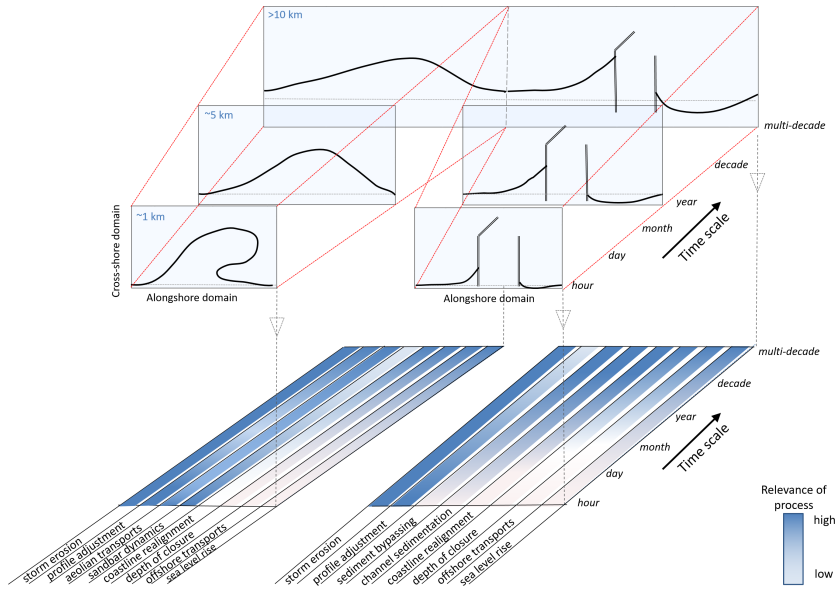 >10 km
multi-decade
~5 km
decade
year
~1 km
month
Time scale
day
Cross-shore domain
hour
Alongshore domain
Alongshore domain
multi-decade
decade
year
month
Time scale
day
hour
Relevance of
process
high
low
storm erosion
profile adjustment
aeolian transports
sandbar dynamics
coastline realignment
depth of closure
offshore transports
sea level rise
storm erosion
profile adjustment
sediment bypassing
channel sedimentation
coastline realignment
depth of closure
offshore transports
sea level rise